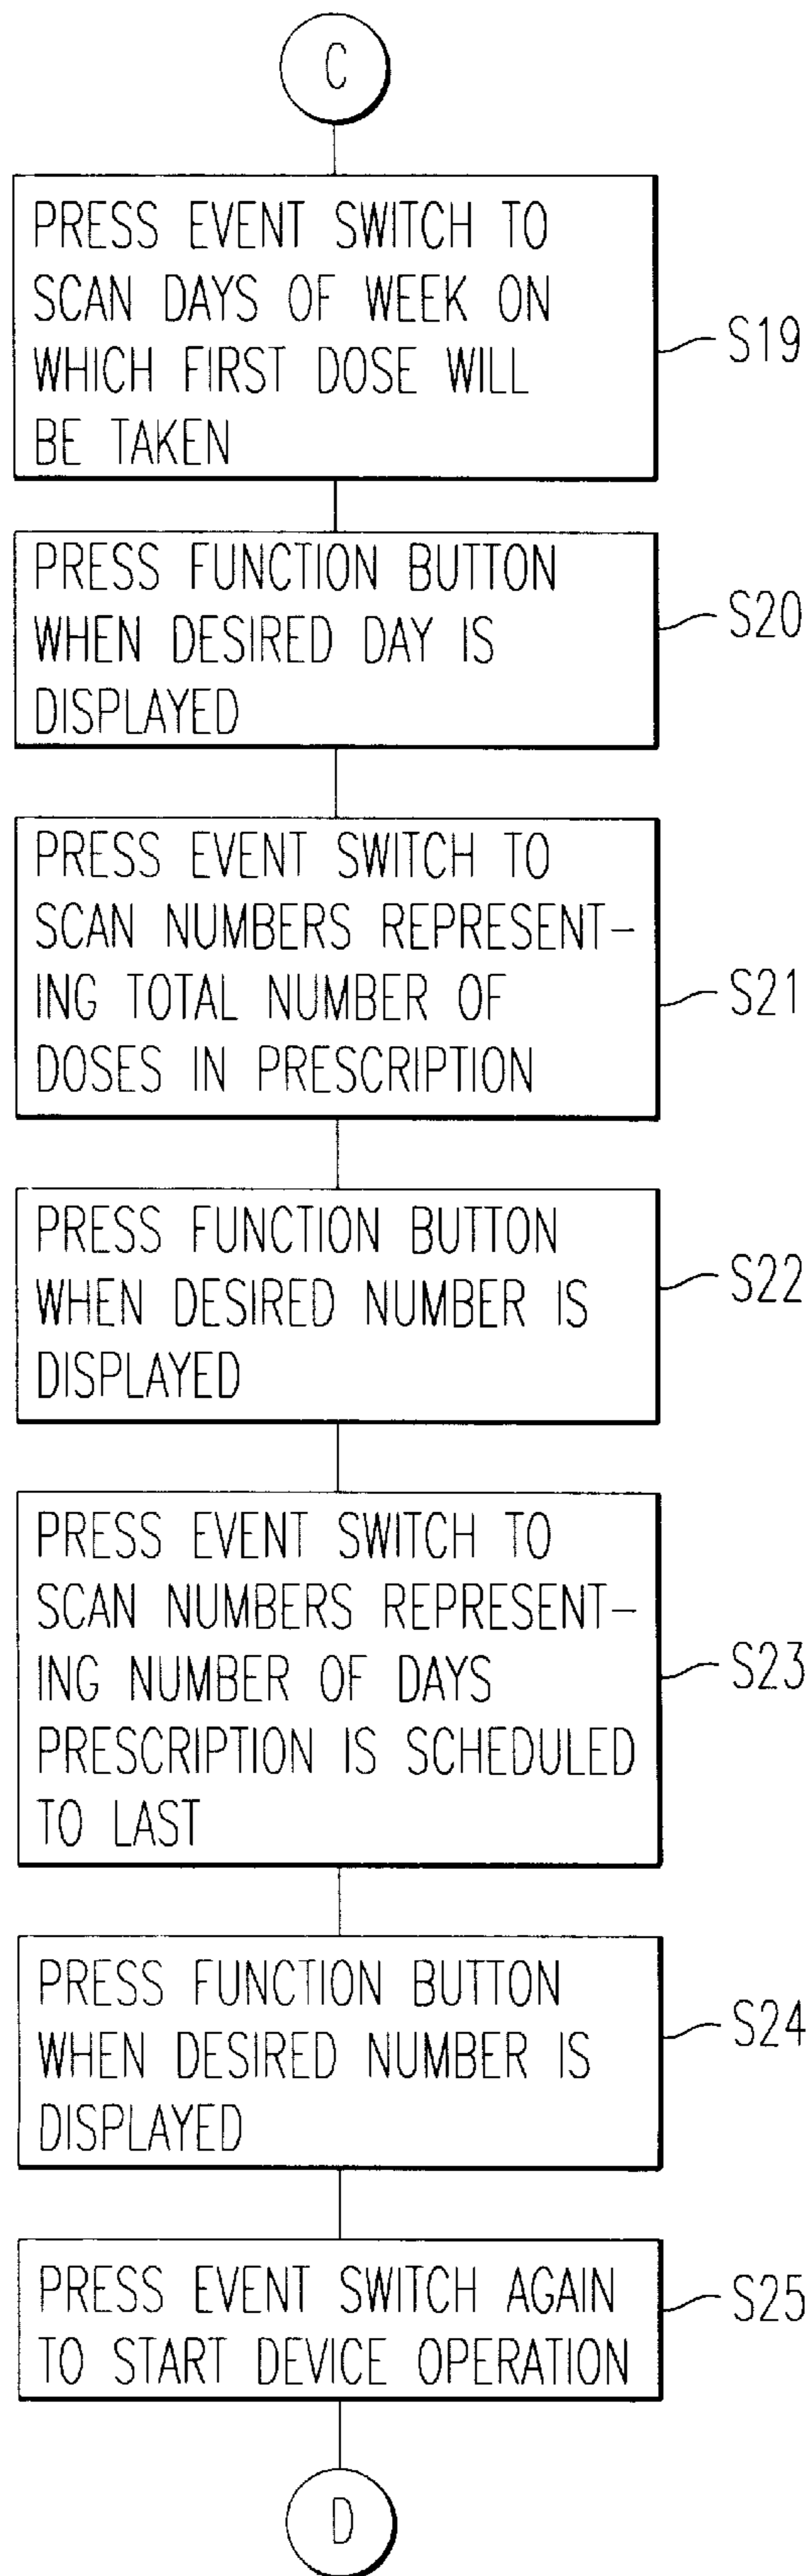 C
PRESS EVENT SWITCH TO
SCAN DAYS OF WEEK ON
WHICH FIRST DOSE WILL
BE TAKEN
S19
PRESS FUNCTION BUTTON
WHEN DESIRED DAY IS
DISPLAYED
S20
PRESS EVENT SWITCH TO
SCAN NUMBERS REPRESENT-
ING TOTAL NUMBER OF
DOSES IN PRESCRIPTION
S21
PRESS FUNCTION BUTTON
WHEN DESIRED NUMBER IS
DISPLAYED
S22
PRESS EVENT SWITCH TO
SCAN NUMBERS REPRESENT-
ING NUMBER OF DAYS
PRESCRIPTION IS SCHEDULED
TO LAST
S23
PRESS FUNCTION BUTTON
WHEN DESIRED NUMBER IS
DISPLAYED
S24
PRESS EVENT SWITCH AGAIN
TO START DEVICE OPERATION
S25
D